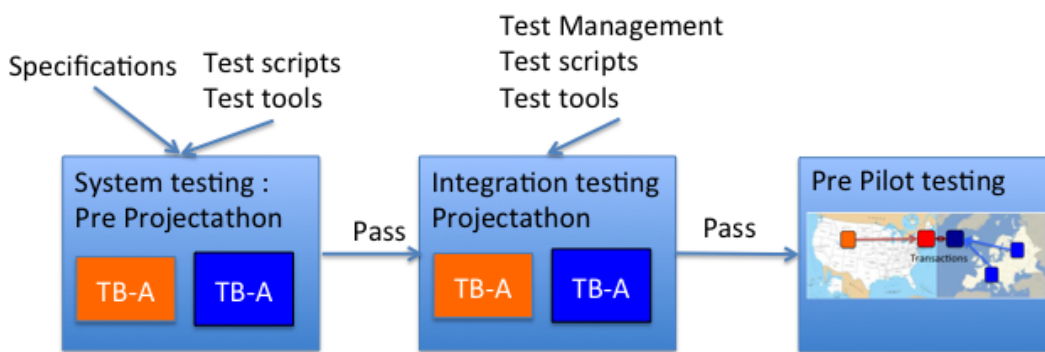 Specifications
Test scripts
Test tools
Test Management
Test scripts
Test tools
System testing :
Pre Projectathon
TB-A
TB-A
Pass
Integration testing
Projectathon
TB-A
TB-A
Pass
Pre Pilot testing
Transactions